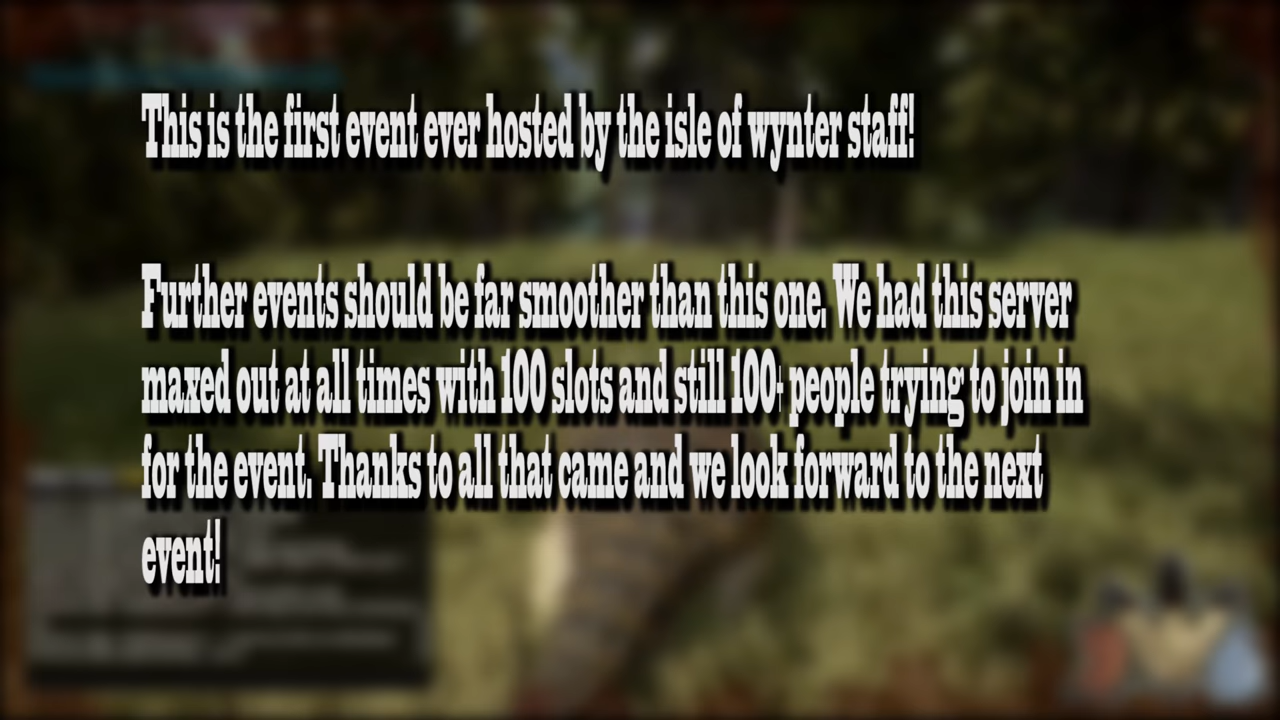 This is the first event ever hosted by the isle of wynter staff!
Further events should be far smoother than this one. We had this server
maxed out at all times with 100 slots and still 100+ people trying to join in
for the event. Thanks to all that came and we look forward to the next
event!